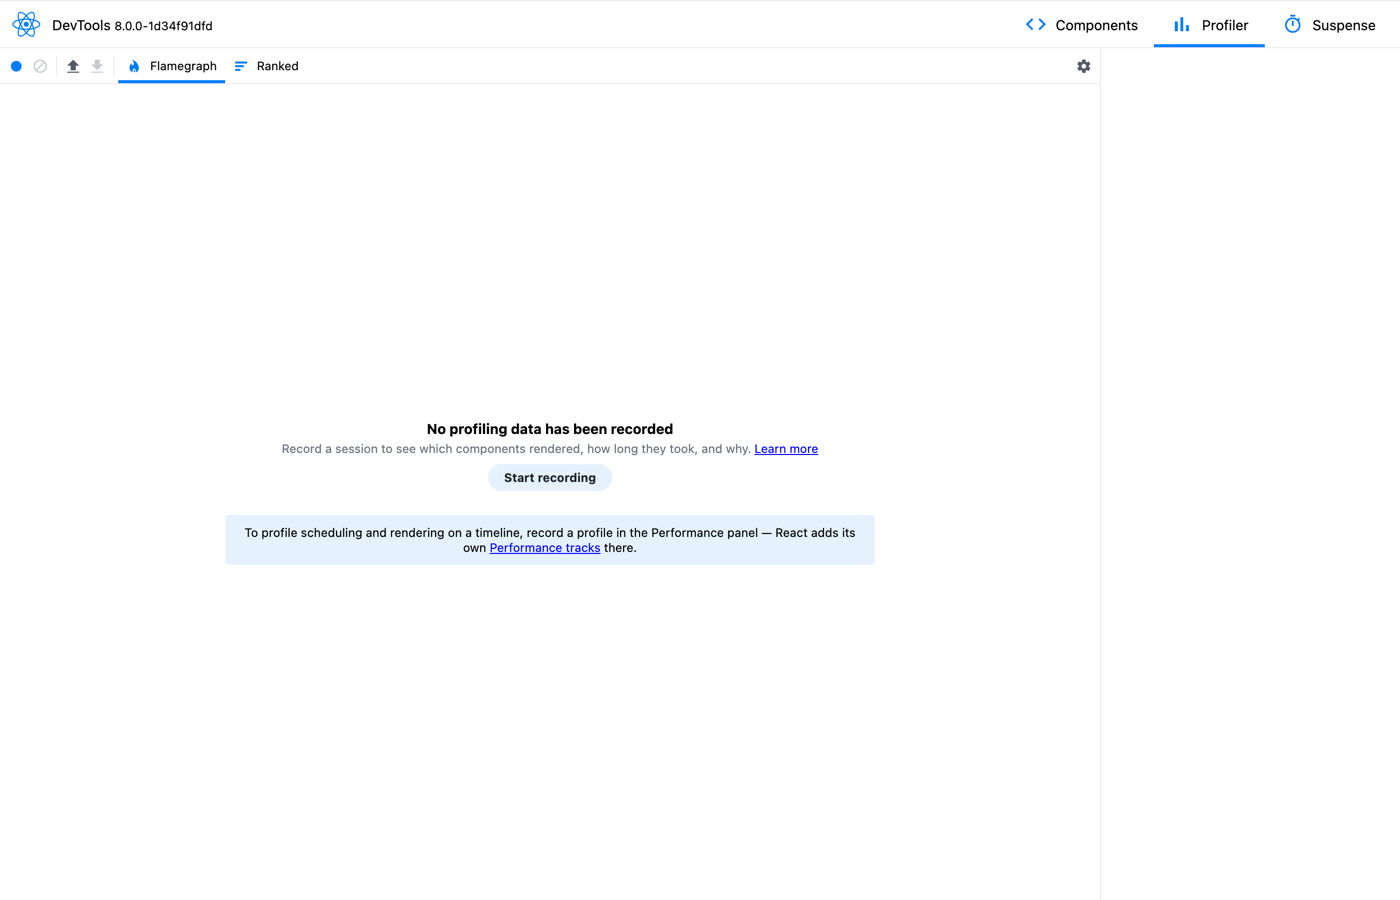 DevTools 8.0.0-1d34f91dfd
Components
Profiler
Suspense
Flamegraph
Ranked
No profiling data has been recorded
Record a session to see which components rendered, how long they took, and why. Learn more
Start recording
To profile scheduling and rendering on a timeline, record a profile in the Performance panel — React adds its
own Performance tracks there.